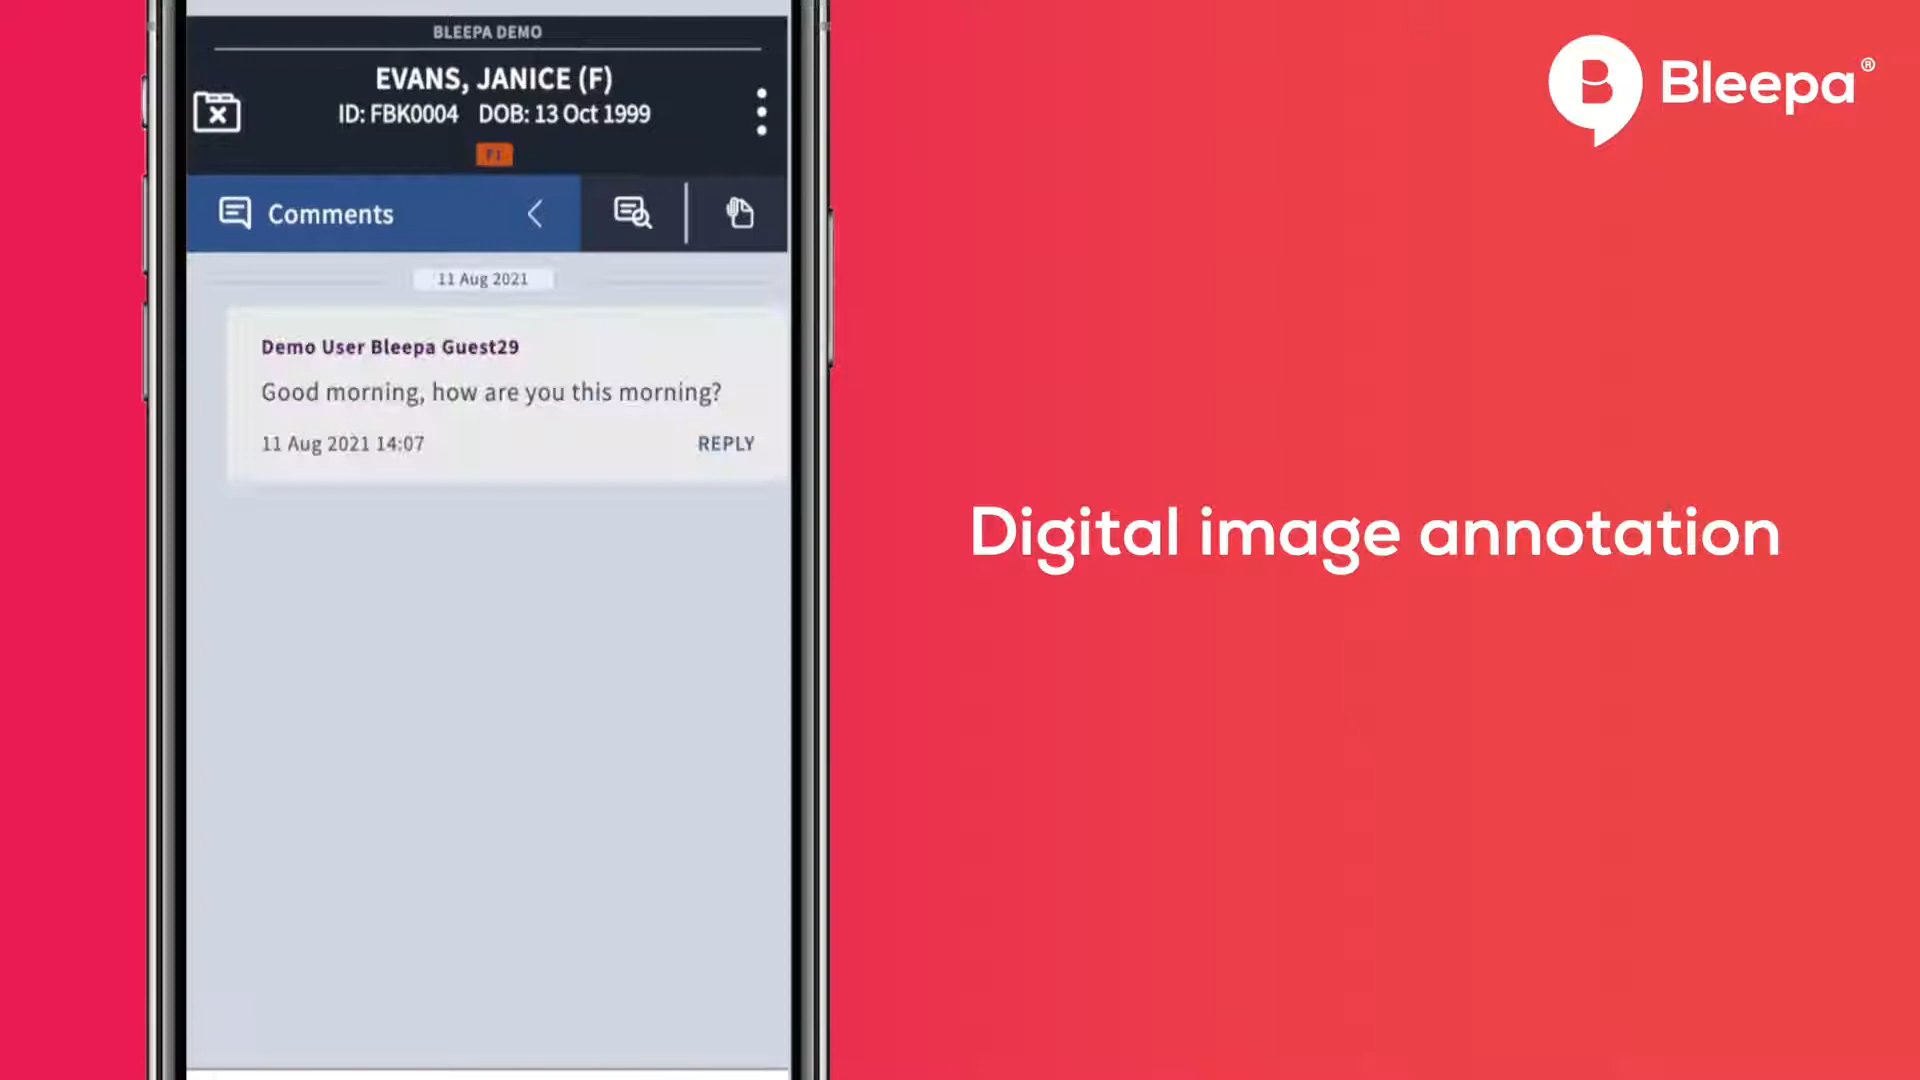 BLEEPA DEMO
EVANS, JANICE (F)
ID: FBK0004 DOB: 13 Oct 1999
F1
Comments
11 Aug 2021
Demo User Bleepa Guest29
Good morning, how are you this morning?
11 Aug 2021 14:07 REPLY
B Bleepa®
Digital image annotation